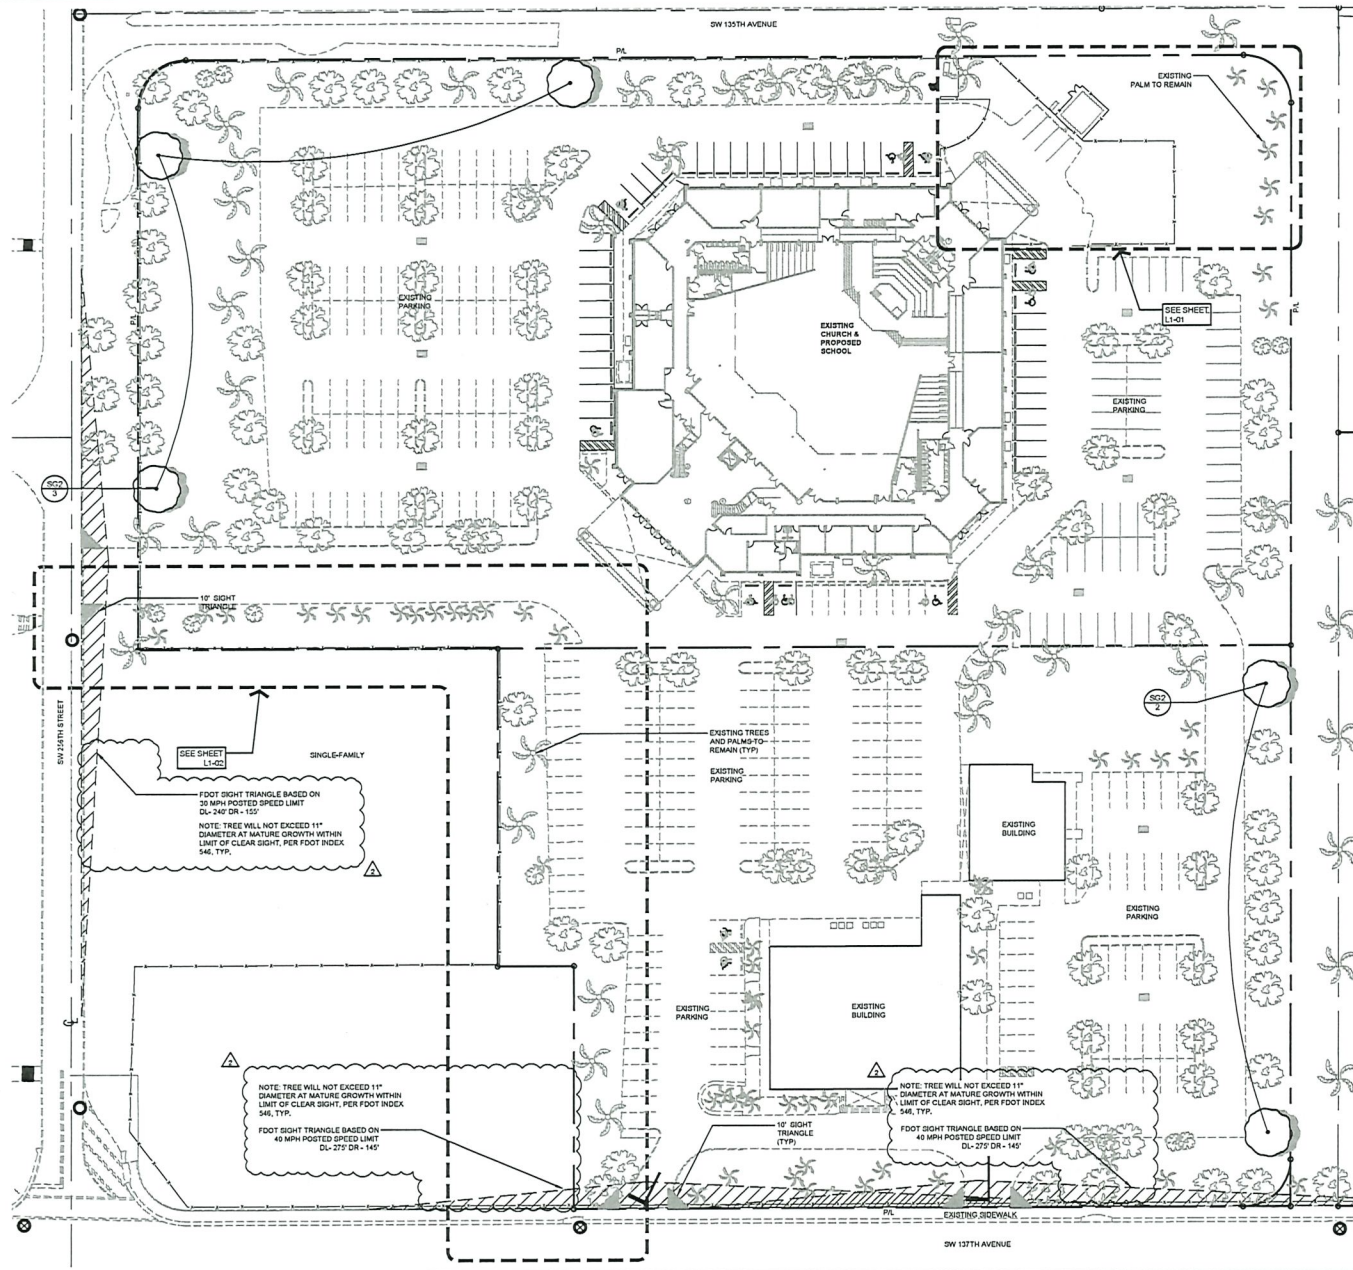 SW 135TH AVENUE
P/L
EXISTING
PALM TO REMAIN
EXISTING
PARKING
EXISTING
CHURCH &
PROPOSED
SCHOOL
SEE SHEET
L1-01
P/L
P/L
EXISTING
PARKING
SG2
3
10' SIGHT
TRIANGLE
SG2
2
SW 256TH STREET
SEE SHEET
L1-02
SINGLE-FAMILY
EXISTING TREES
AND PALMS TO
REMAIN (TYP)
EXISTING
PARKING
FDOT SIGHT TRIANGLE BASED ON
30 MPH POSTED SPEED LIMIT
DL- 240' DR - 155'
NOTE: TREE WILL NOT EXCEED 11"
DIAMETER AT MATURE GROWTH WITHIN
LIMIT OF CLEAR SIGHT, PER FDOT INDEX
546, TYP.
2
EXISTING
BUILDING
EXISTING
PARKING
EXISTING
PARKING
EXISTING
BUILDING
2
NOTE: TREE WILL NOT EXCEED 11"
DIAMETER AT MATURE GROWTH WITHIN
LIMIT OF CLEAR SIGHT, PER FDOT INDEX
546, TYP.
FDOT SIGHT TRIANGLE BASED ON
40 MPH POSTED SPEED LIMIT
DL- 275' DR - 145'
10' SIGHT
TRIANGLE
(TYP)
2
NOTE: TREE WILL NOT EXCEED 11"
DIAMETER AT MATURE GROWTH WITHIN
LIMIT OF CLEAR SIGHT, PER FDOT INDEX
546, TYP.
FDOT SIGHT TRIANGLE BASED ON
40 MPH POSTED SPEED LIMIT
DL- 275' DR - 145'
P/L
EXISTING SIDEWALK
SW 137TH AVENUE